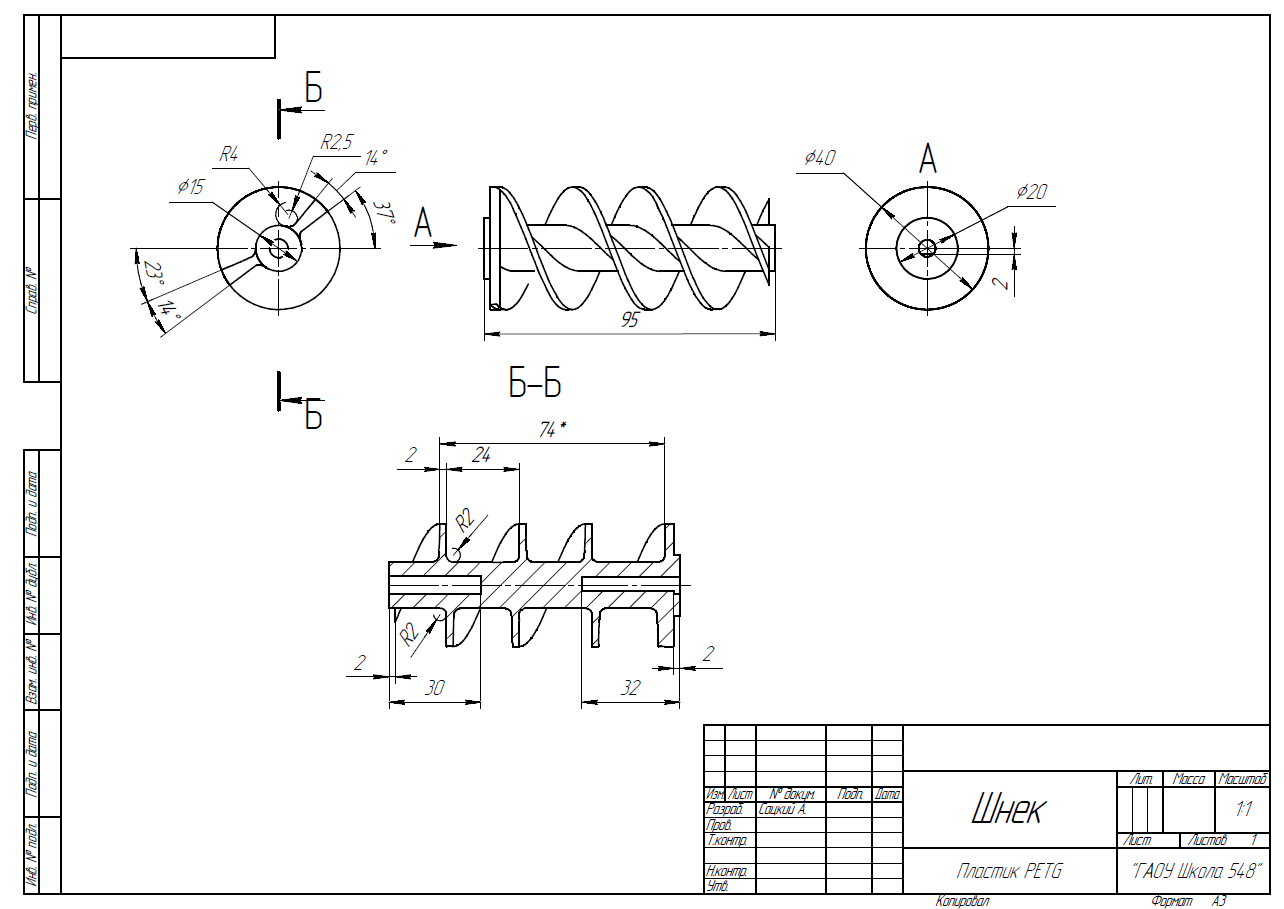 Перв. примен.
Справ. №
Подп. и дата
Инв. № дубл.
Взам. инв. №
Подп. и дата
Инв. № подл.
Б
R4
R2,5
14°
⌀15
37°
23°
14°
Б
А
95
А
⌀40
⌀20
2
Б–Б
74*
2
24
R2
R2
2
30
32
2
Изм. Лист № докум. Подп. Дата
Разраб. Сацкий А.
Пров.
Т.контр.
Н.контр.
Утв.
Шнек
Лит. Масса Масштаб
1:1
Лист Листов 1
Пластик PETG
"ГАОУ Школа 548"
Копировал Формат А3